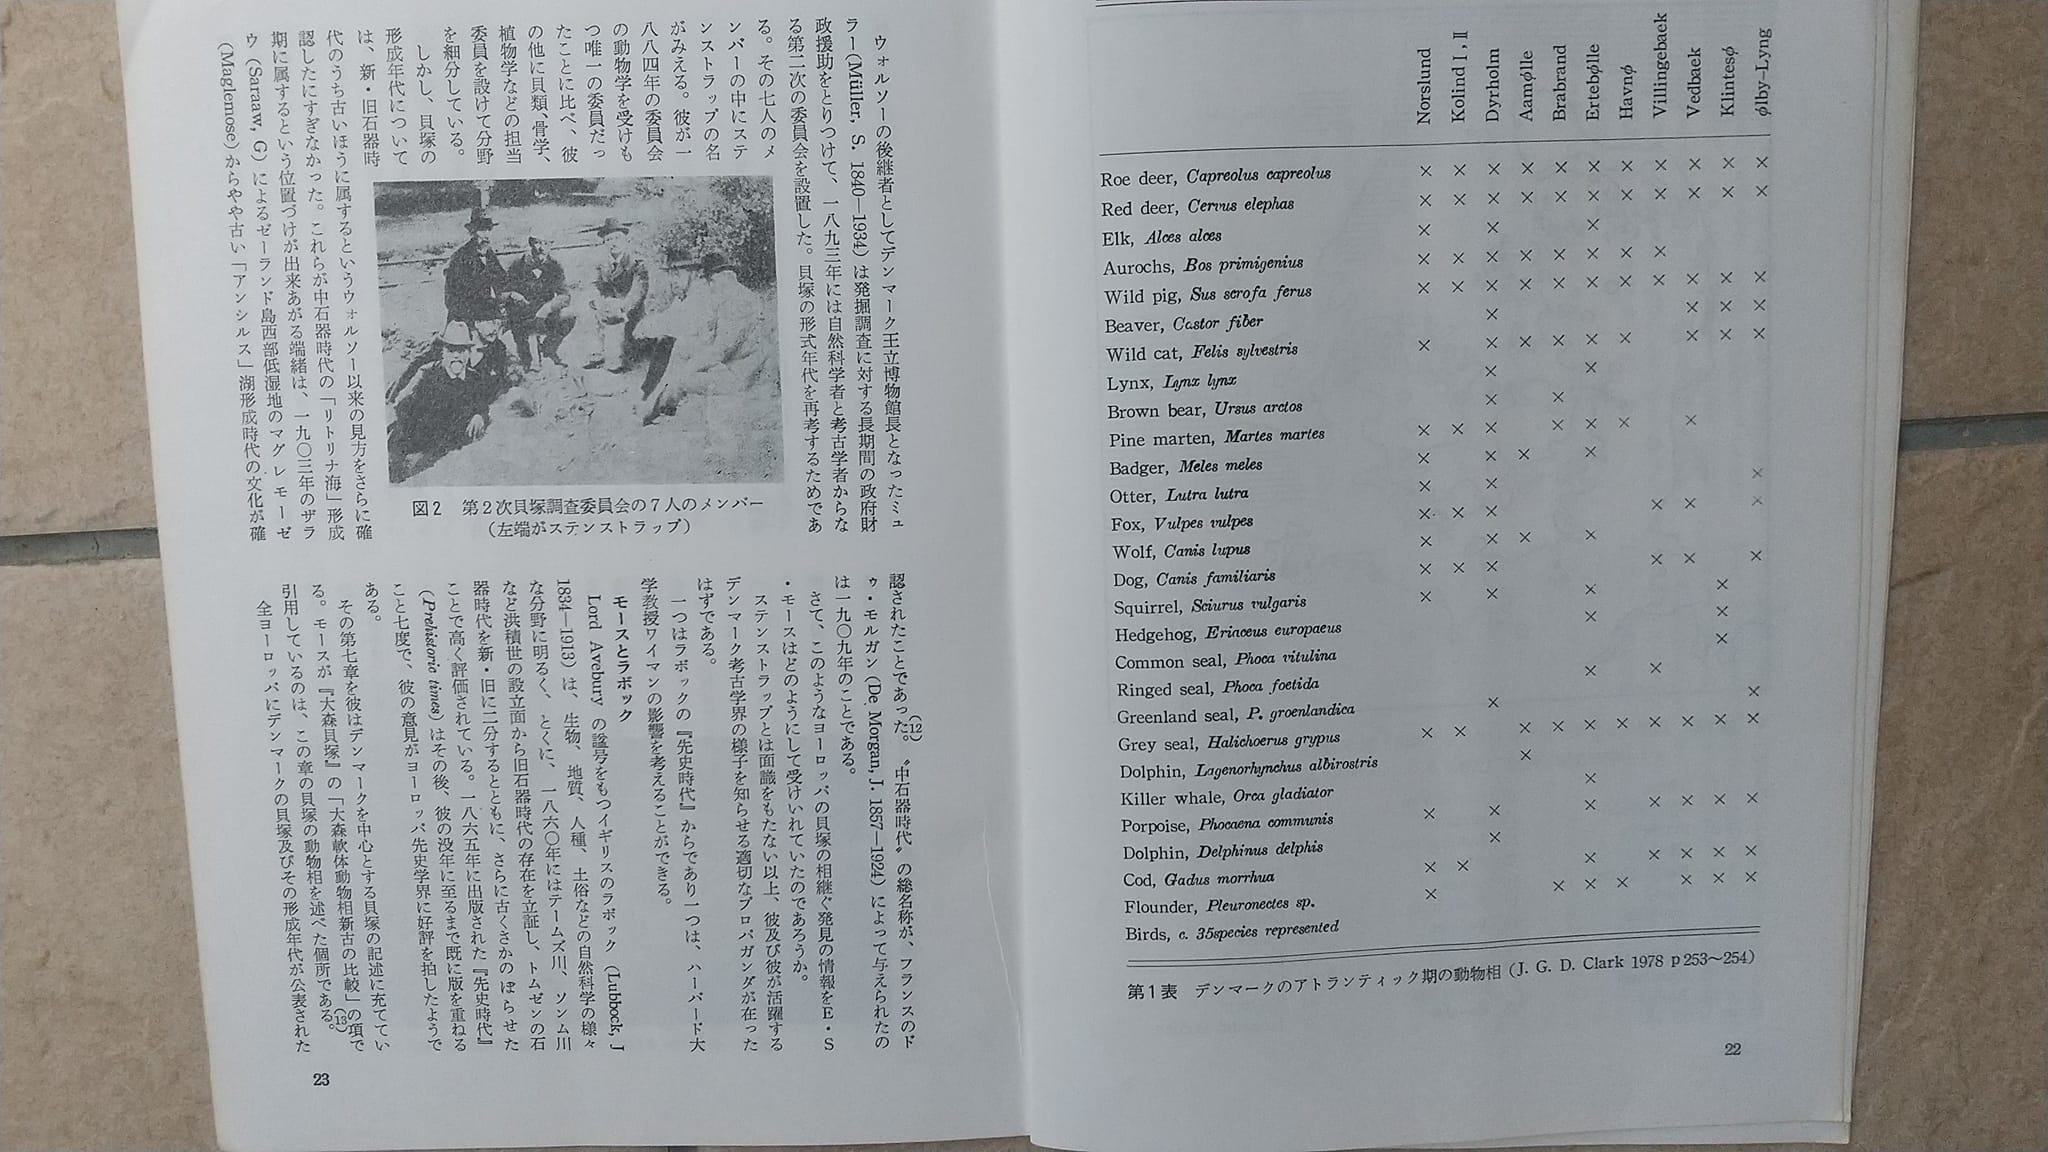 Norslund
Kolind I, II
Dyrholm
Aamφlle
Brabrand
Ertebφlle
Havnφ
Villingebaek
Vedbaek
Klintesφ
φlby-Lyng
Roe deer, Capreolus capreolus × × × × × × × × × × ×
Red deer, Cervus elephas × × × × × × × × × × ×
Elk, Alces alces × × ×
Aurochs, Bos primigenius × × × × × × × ×
Wild pig, Sus scrofa ferus × × × × × × × × × × ×
Beaver, Castor fiber × × × ×
Wild cat, Felis sylvestris × × × × × × × × ×
Lynx, Lynx lynx × ×
Brown bear, Ursus arctos × ×
Pine marten, Martes martes × × × × × × ×
Badger, Meles meles × × × ×
Otter, Lutra lutra × × ×
Fox, Vulpes vulpes × × × × × ×
Wolf, Canis lupus × × × ×
Dog, Canis familiaris × × × × × ×
Squirrel, Sciurus vulgaris × × × ×
Hedgehog, Eriaceus europaeus × ×
Common seal, Phoca vitulina ×
Ringed seal, Phoca foetida × ×
Greenland seal, P. groenlandica × ×
Grey seal, Halichoerus grypus × × × × × × × × × ×
Dolphin, Lagenorhynchus albirostris ×
Killer whale, Orca gladiator ×
Porpoise, Phocaena communis × × × × × × ×
Dolphin, Delphinus delphis ×
Cod, Gadus morrhua × × × × × × ×
Flounder, Pleuronectes sp. × × × × × × ×
Birds, c. 35species represented
第1表 デンマークのアトランティック期の動物相 (J. G. D. Clark 1978 p253〜254)
22
ウォルソーの後継者としてデンマーク王立博物館長となったミュ
ラー(Müller, S. 1840—1934)は発掘調査に対する長期間の政府財
政援助をとりつけて、一八九三年には自然科学者と考古学者からな
る第二次の委員会を設置した。貝塚の形式年代を再考するためであ
る。その七人のメ
ンバーの中にステ
ンストラップの名
がみえる。彼が一
八八四年の委員会
の動物学を受けも
つ唯一の委員だっ
たことに比べ、彼
の他に貝類、骨学、
植物学などの担当
委員を設けて分野
を細分している。
しかし、貝塚の
形成年代について
は、新・旧石器時
代のうち古いほうに属するというウォルソー以来の見方をさらに確
認したにすぎなかった。これらが中石器時代の「リトリナ海」形成
期に属するという位置づけが出来あがる端緒は、一九〇三年のザラ
ウ(Saraaw, G)によるゼーランド島西部低湿地のマグレモーゼ
(Maglemose)からやや古い「アンシルス」湖形成時代の文化が確
図2 第2次貝塚調査委員会の7人のメンバー
(左端がステンストラップ)
認されたことであった。(12)“中石器時代”の総名称が、フランスのド
ゥ・モルガン(De Morgan, J. 1857—1924)によって与えられたの
は一九〇九年のことである。
さて、このようなヨーロッパの貝塚の相継ぐ発見の情報をE・S
・モースはどのようにして受けいれていたのであろうか。
ステンストラップとは面識をもたない以上、彼及び彼が活躍する
デンマーク考古学界の様子を知らせる適切なプロパガンダが在った
はずである。
一つはラボックの『先史時代』からであり一つは、ハーバード大
学教授ワイマンの影響を考えることができる。
モースとラボック
Lord Avebury の諡号をもつイギリスのラボック(Lubbock, J
1834—1913)は、生物、地質、人種、土俗などの自然科学の様々
な分野に明るく、とくに、一八六〇年にはテームズ川、ソンム川
など洪積世の設立面から旧石器時代の存在を立証し、トムゼンの石
器時代を新・旧に二分するとともに、さらに古くさかのぼらせた
ことで高く評価されている。一八六五年に出版された『先史時代』
(Prehistoric times)はその後、彼の没年に至るまで既に版を重ねる
こと七度で、彼の意見がヨーロッパ先史学界に好評を拍したようで
ある。
その第七章を彼はデンマークを中心とする貝塚の記述に充ててい
る。モースが『大森貝塚』の「大森軟体動物相新古の比較」の項で
引用しているのは、この章の貝塚の動物相を述べた個所である。(13)
全ヨーロッパにデンマークの貝塚及びその形成年代が公表された
23